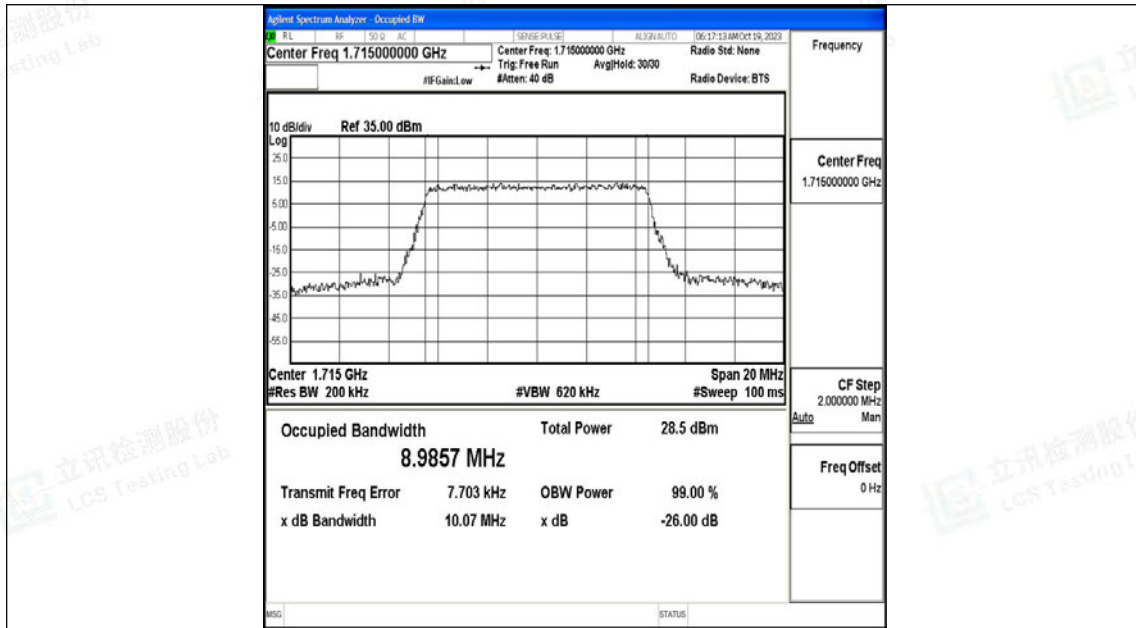 Agilent Spectrum Analyzer - Occupied BW
RL RF 50 Ω AC SENSE:PULSE ALIGNAUTO 06:17:13 AM Oct 19, 2023
Center Freq 1.715000000 GHz
Center Freq: 1.715000000 GHz
Radio Std: None
Trig: Free Run Avg|Hold: 30/30
#IFGain:Low
#Atten: 40 dB
Radio Device: BTS
10 dB/div Ref 35.00 dBm
Log
25.0
15.0
5.00
-5.00
-15.0
-25.0
-35.0
-45.0
-55.0
Center 1.715 GHz Span 20 MHz
#Res BW 200 kHz #VBW 620 kHz #Sweep 100 ms
Occupied Bandwidth Total Power 28.5 dBm
8.9857 MHz
Transmit Freq Error 7.703 kHz OBW Power 99.00 %
x dB Bandwidth 10.07 MHz x dB -26.00 dB
MSG STATUS
Frequency
Center Freq
1.715000000 GHz
CF Step
2.000000 MHz
Auto Man
Freq Offset
0 Hz
立讯检测股份
LCS Testing Lab
立讯检测股份
LCS Testing L